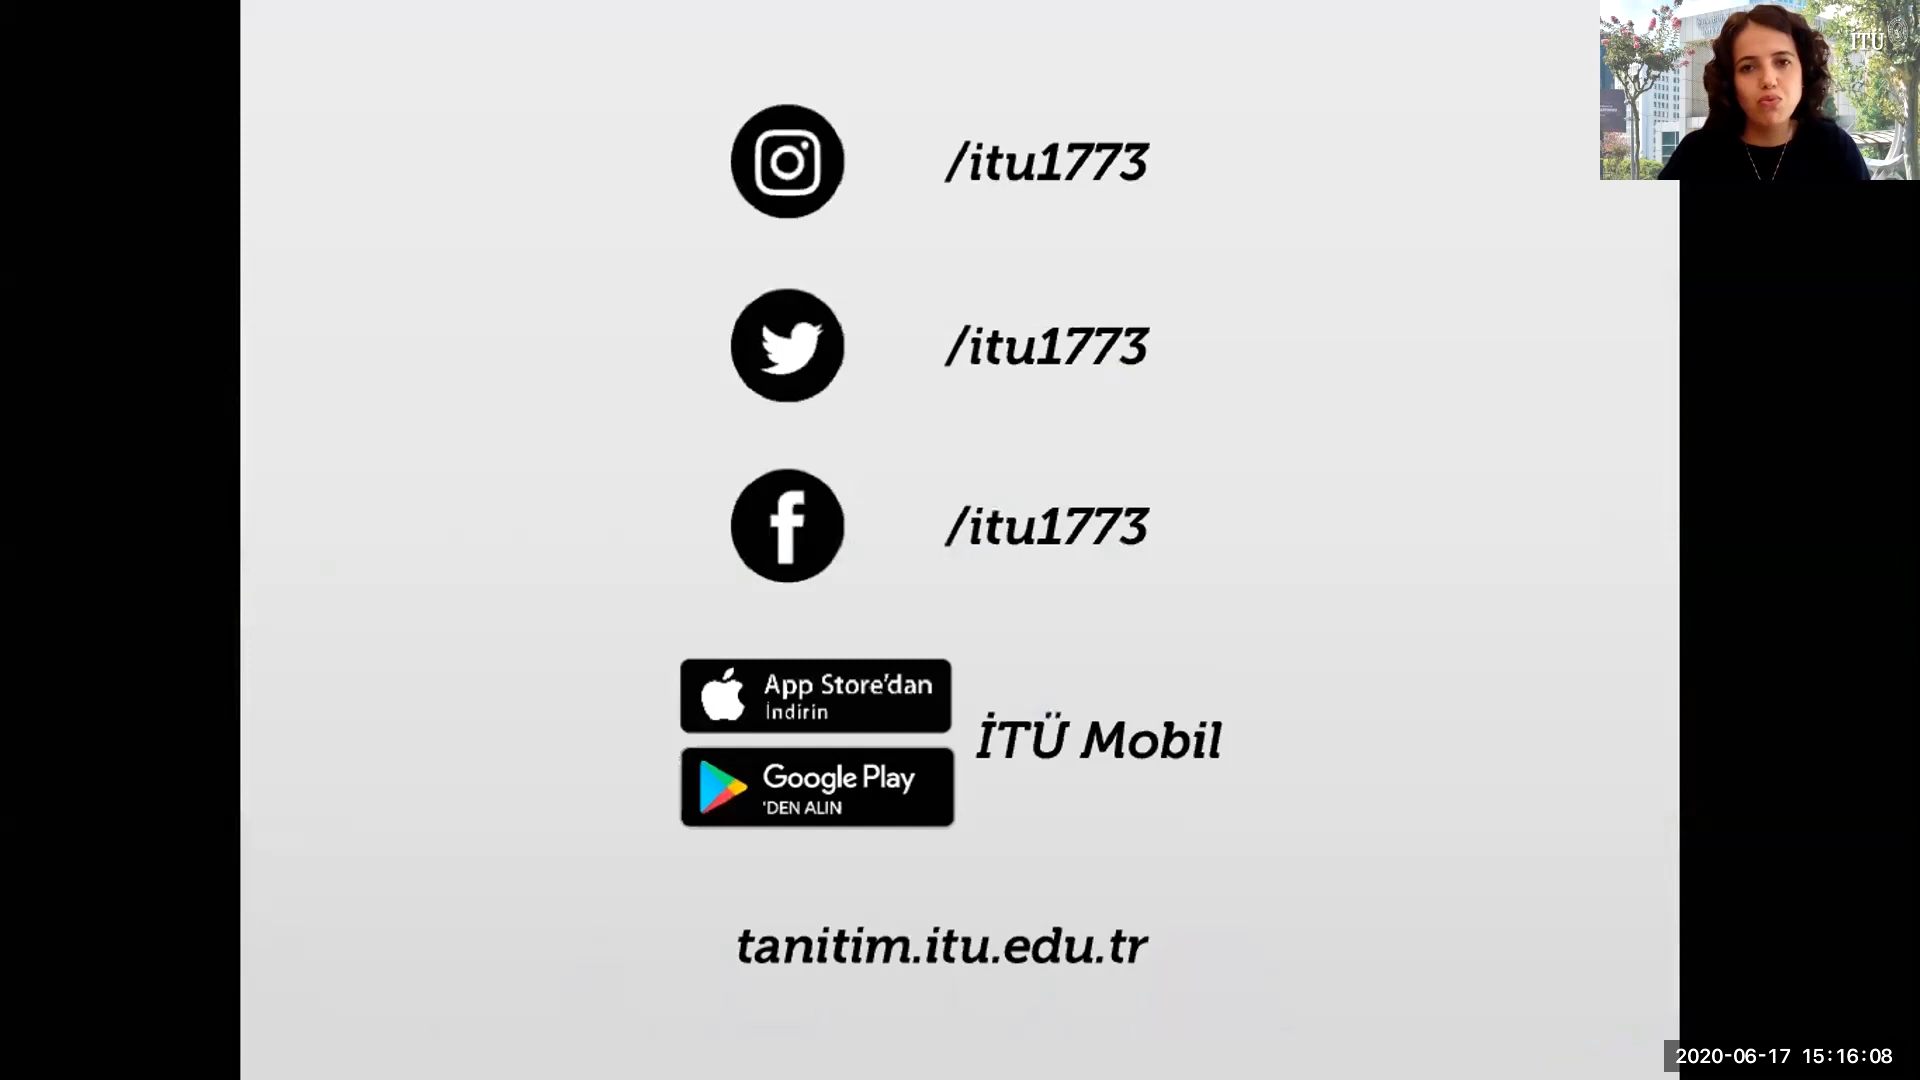 İTÜ
/itu1773
/itu1773
/itu1773
App Store’dan
İndirin
Google Play
'DEN ALIN
İTÜ Mobil
tanitim.itu.edu.tr
2020-06-17 15:16:08